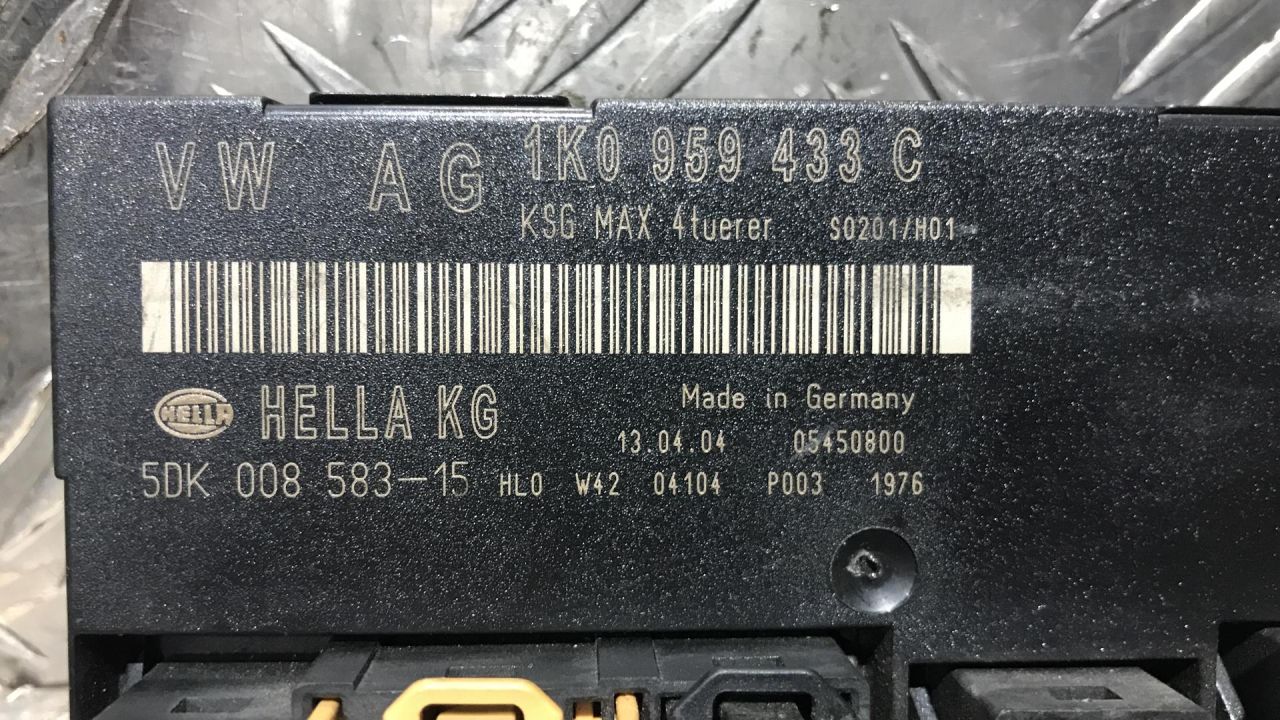 VW AG 1K0 959 433 C
KSG MAX 4tuerer S0201/H01
HELLA HELLA KG Made in Germany
13.04.04 05450800
5DK 008 583-15 HL0 W42 04104 P003 1976